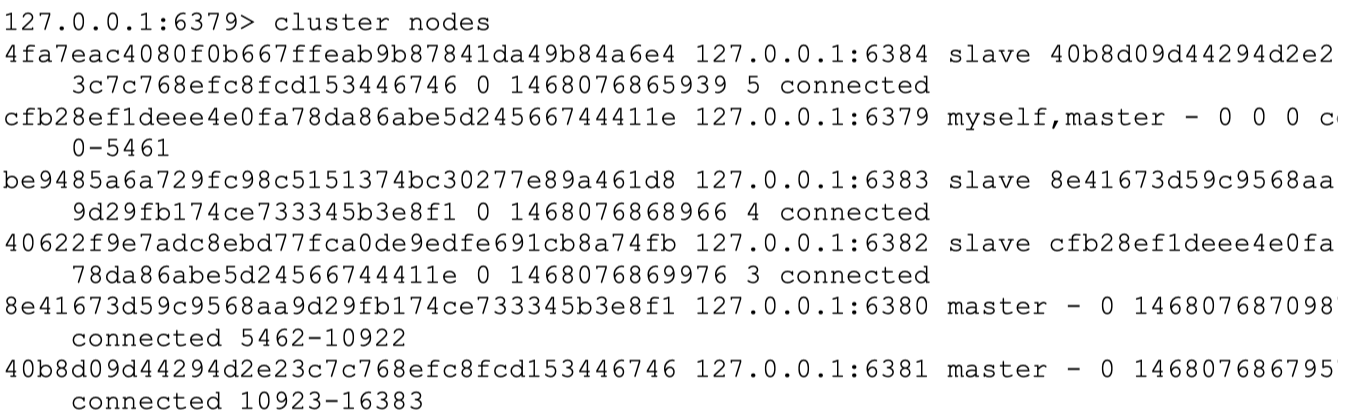 127.0.0.1:6379> cluster nodes
4fa7eac4080f0b667ffeab9b87841da49b84a6e4 127.0.0.1:6384 slave 40b8d09d44294d2e2
3c7c768efc8fcd153446746 0 1468076865939 5 connected
cfb28ef1deee4e0fa78da86abe5d24566744411e 127.0.0.1:6379 myself,master - 0 0 0
0-5461
be9485a6a729fc98c5151374bc30277e89a461d8 127.0.0.1:6383 slave 8e41673d59c9568aa
9d29fb174ce733345b3e8f1 0 1468076868966 4 connected
40622f9e7adc8ebd77fca0de9edfe691cb8a74fb 127.0.0.1:6382 slave cfb28ef1deee4e0fa
78da86abe5d24566744411e 0 1468076869976 3 connected
8e41673d59c9568aa9d29fb174ce733345b3e8f1 127.0.0.1:6380 master - 0 146807687098
connected 5462-10922
40b8d09d44294d2e23c7c768efc8fcd153446746 127.0.0.1:6381 master - 0 146807686795
connected 10923-16383